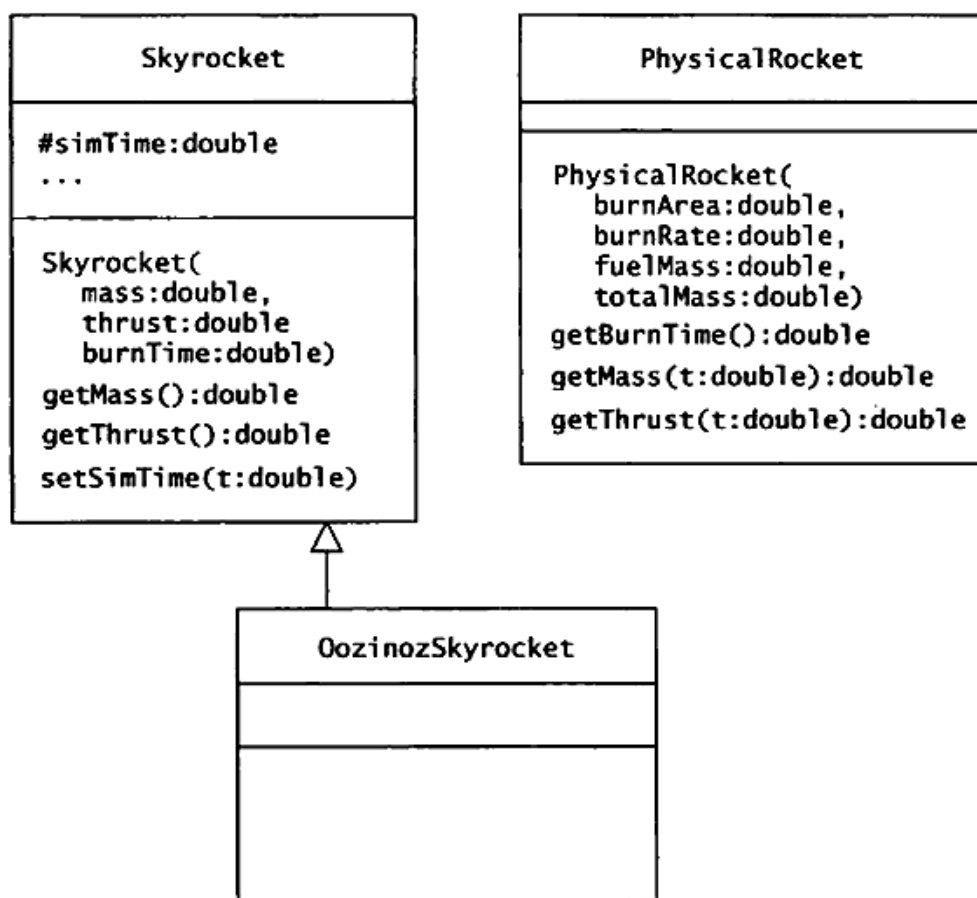 Skyrocket
#simTime:double
...
Skyrocket(
mass:double,
thrust:double
burnTime:double)
getMass():double
getThrust():double
setSimTime(t:double)
PhysicalRocket
PhysicalRocket(
burnArea:double,
burnRate:double,
fuelMass:double,
totalMass:double)
getBurnTime():double
getMass(t:double):double
getThrust(t:double):double
OozinozSkyrocket